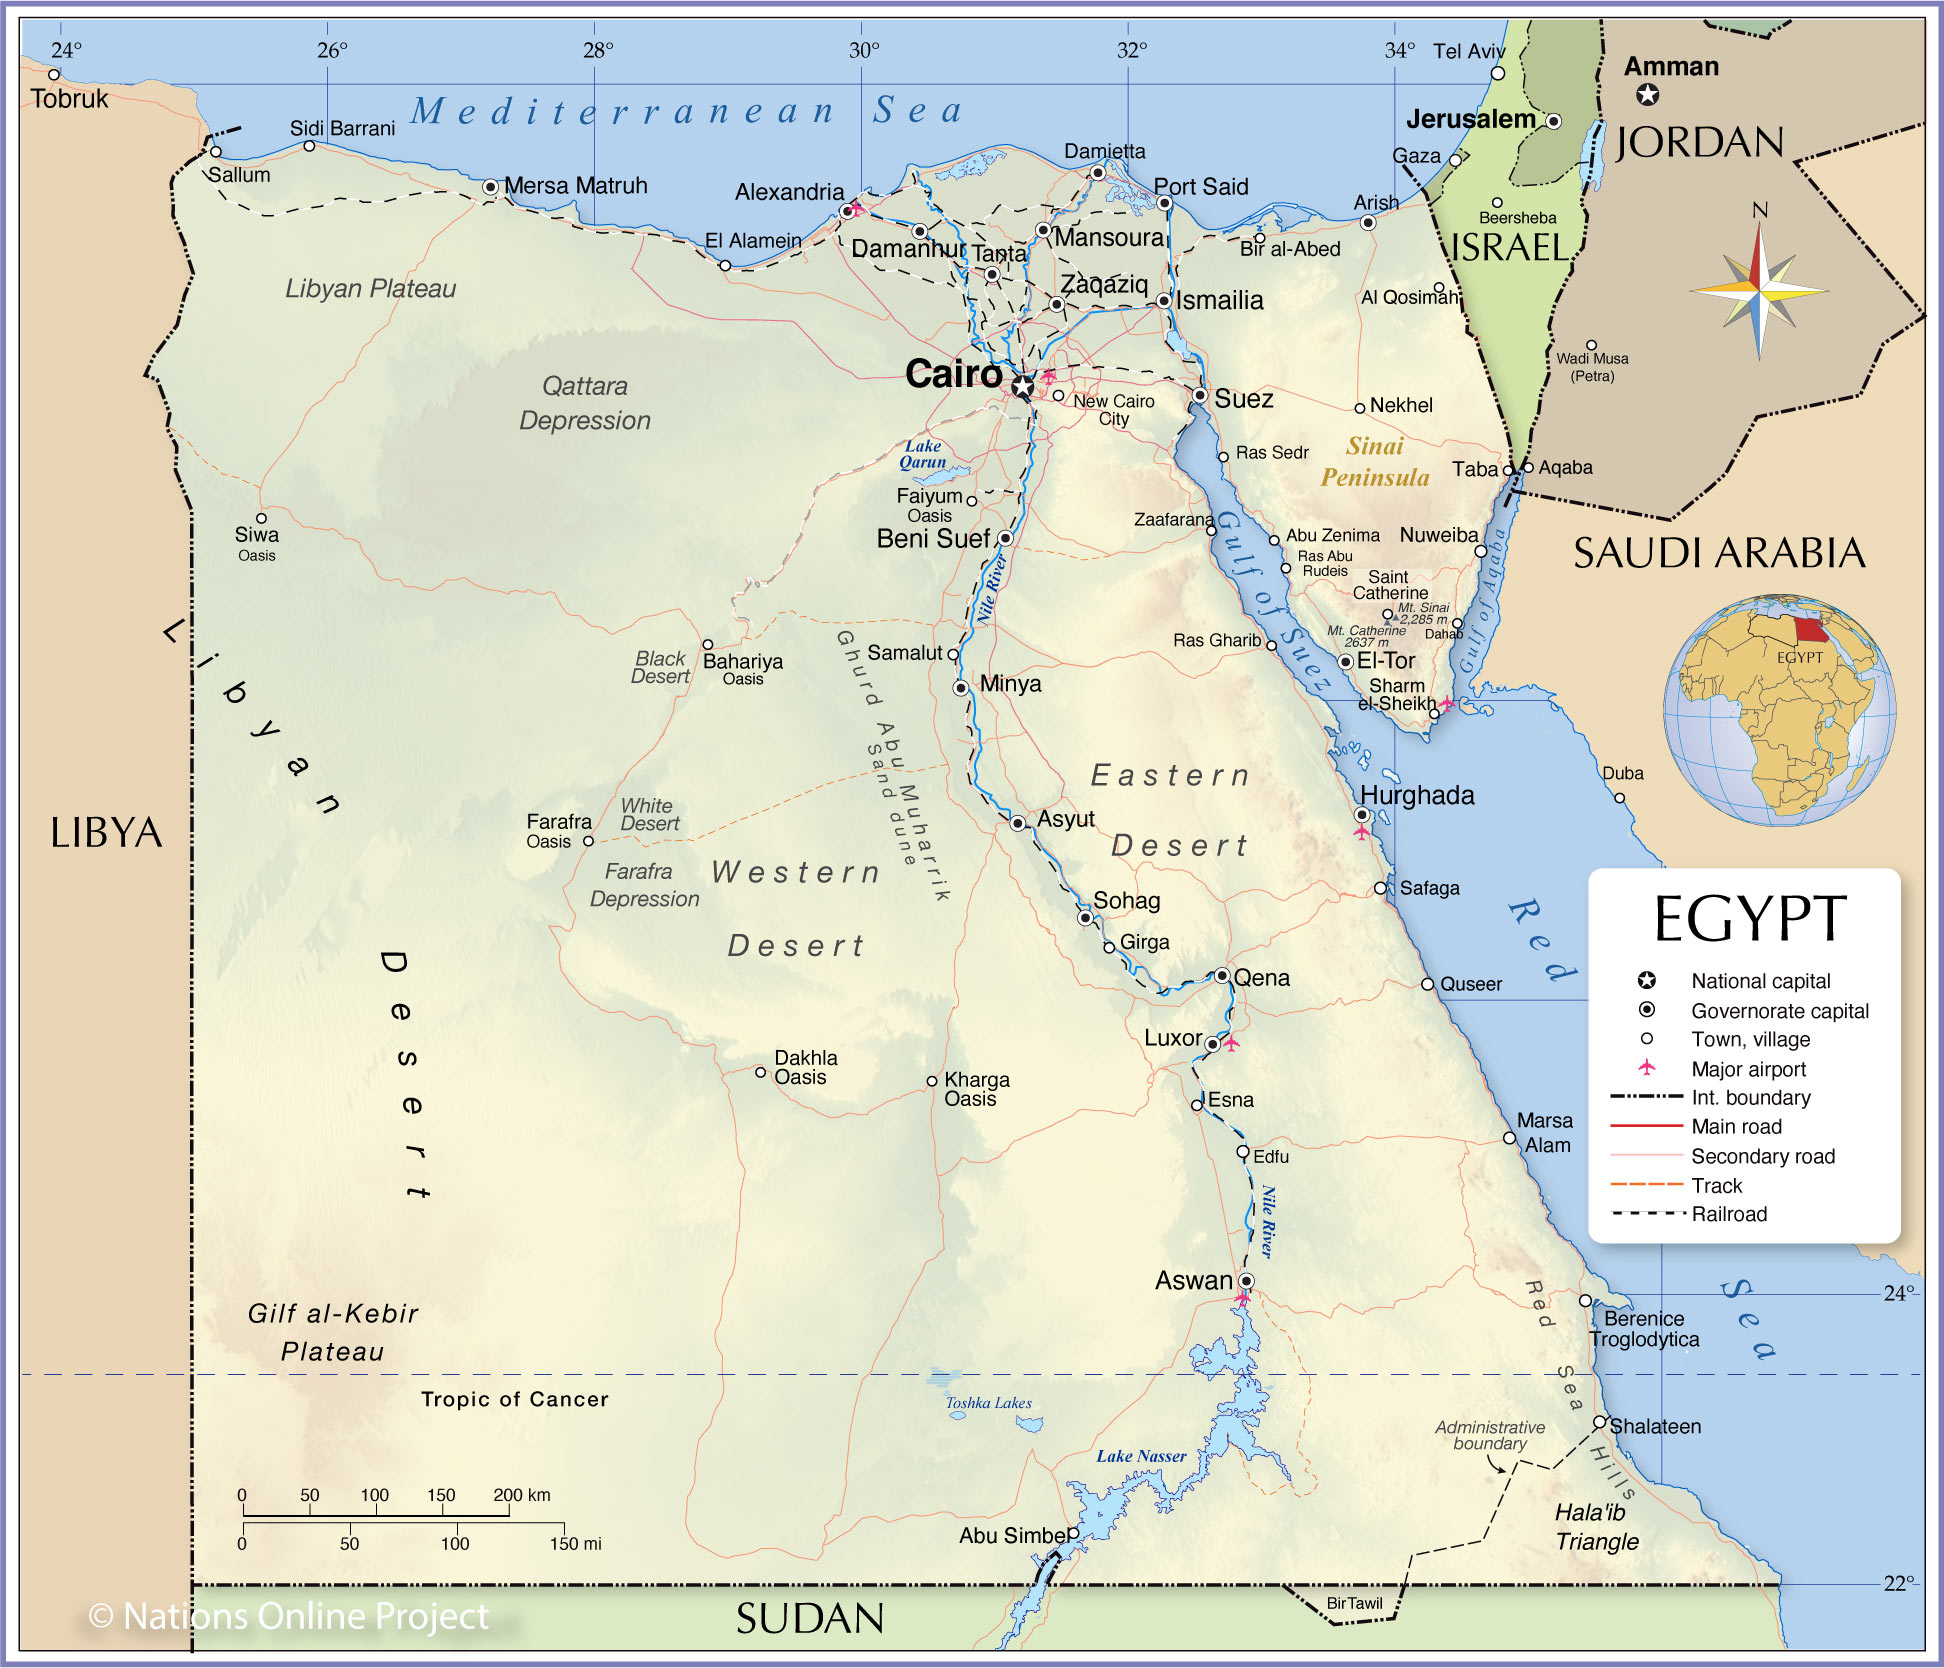 24°
26°
28°
30°
32°
34°
Tel Aviv
Amman
Tobruk
Mediterranean Sea
Sidi Barrani
Jerusalem
JORDAN
Sallum
Damietta
Gaza
Mersa Matruh
Alexandria
Port Said
Arish
Beersheba
N
El Alamein
Damanhur
Tanta
Mansoura
Bir al-Abed
ISRAEL
Libyan Plateau
Zaqaziq
Ismailia
Al Qosimah
Wadi Musa
(Petra)
Cairo
Qattara
Depression
New Cairo
City
Suez
Nekhel
Lake
Qarun
Ras Sedr
Sinai
Peninsula
Taba
Aqaba
Faiyum
Oasis
Zaafarana
Siwa
Oasis
Beni Suef
Abu Zenima
Nuweiba
SAUDI ARABIA
Ras Abu
Rudeis
Gulf of Suez
Gulf of Aqaba
Nile River
Saint
Catherine
Mt. Sinai
2,285 m
Mt. Catherine
2637 m
Dahab
Libyan
Desert
Ras Gharib
Samalut
Black
Desert
Bahariya
Oasis
El-Tor
EGYPT
Minya
Sharm
el-Sheikh
Ghurd Abu Muharrik
Sand dune
Eastern
Desert
Duba
Hurghada
White
Desert
Farafra
Oasis
Asyut
LIBYA
Farafra
Depression
Western
Desert
Safaga
Sohag
Girga
Red
Sea
EGYPT
Qena
Quseer
National capital
Governorate capital
Town, village
Major airport
Int. boundary
Main road
Secondary road
Track
Railroad
Luxor
Dakhla
Oasis
Kharga
Oasis
Esna
Marsa
Alam
Edfu
Nile River
Aswan
24°
Red Sea Hills
Berenice
Troglodytica
Gilf al-Kebir
Plateau
Tropic of Cancer
Toshka Lakes
Administrative
boundary
Shalateen
Lake Nasser
0 50 100 150 200 km
0 50 100 150 mi
Hala'ib
Triangle
Abu Simbel
22°
Bir Tawil
SUDAN
© Nations Online Project